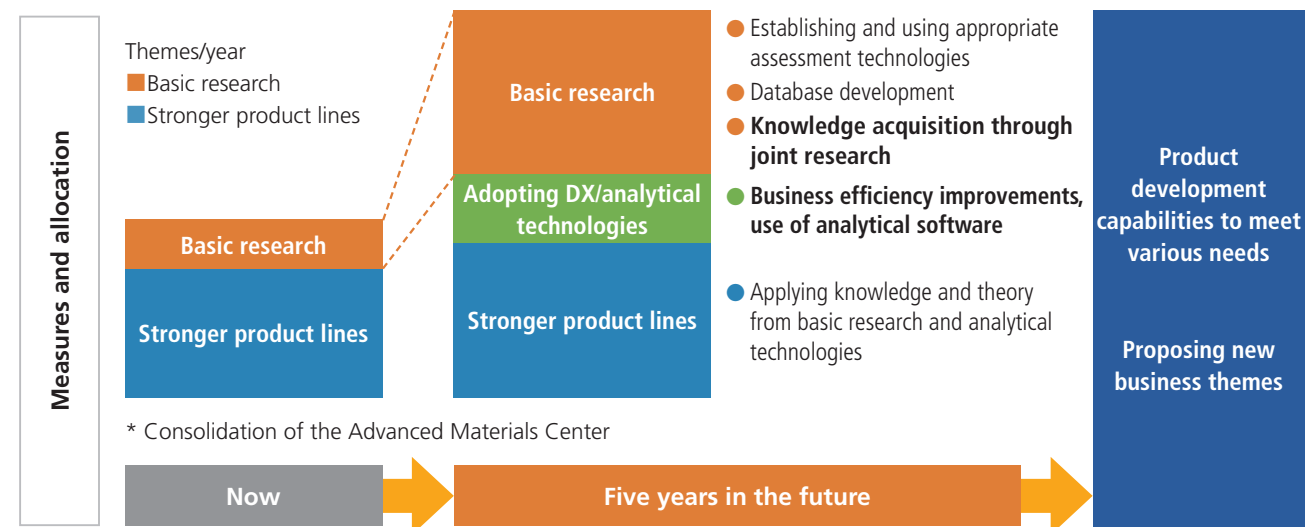 Measures and allocation
Themes/year
Basic research
Stronger product lines
Basic research
Stronger product lines
Basic research
Adopting DX/analytical
technologies
Stronger product lines
Establishing and using appropriate
assessment technologies
Database development
Knowledge acquisition through
joint research
Business efficiency improvements,
use of analytical software
Applying knowledge and theory
from basic research and analytical
technologies
Product
development
capabilities to meet
various needs
Proposing new
business themes
* Consolidation of the Advanced Materials Center
Now
Five years in the future